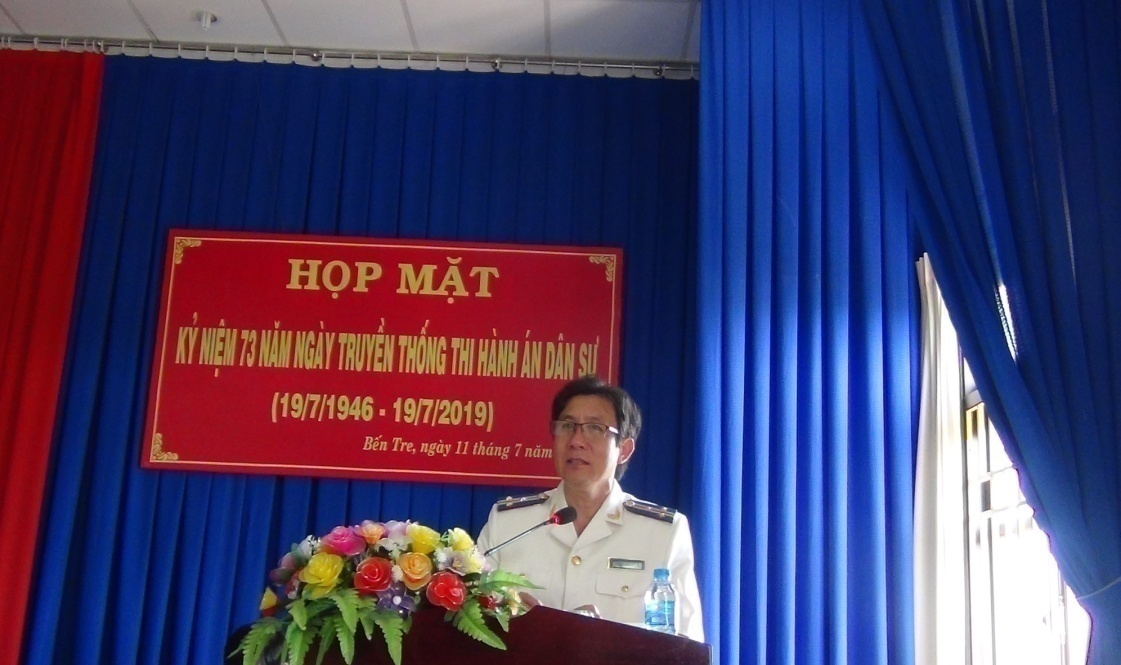 HỌP MẶT
KỶ NIỆM 73 NĂM NGÀY TRUYỀN THỐNG THI HÀNH ÁN DÂN SỰ
(19/7/1946 - 19/7/2019)
Bến Tre, ngày 11 tháng 7 năm